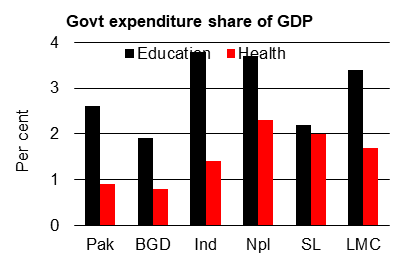 Govt expenditure share of GDP
Education Health
Per cent
4
3
2
1
0
Pak BGD Ind Npl SL LMC